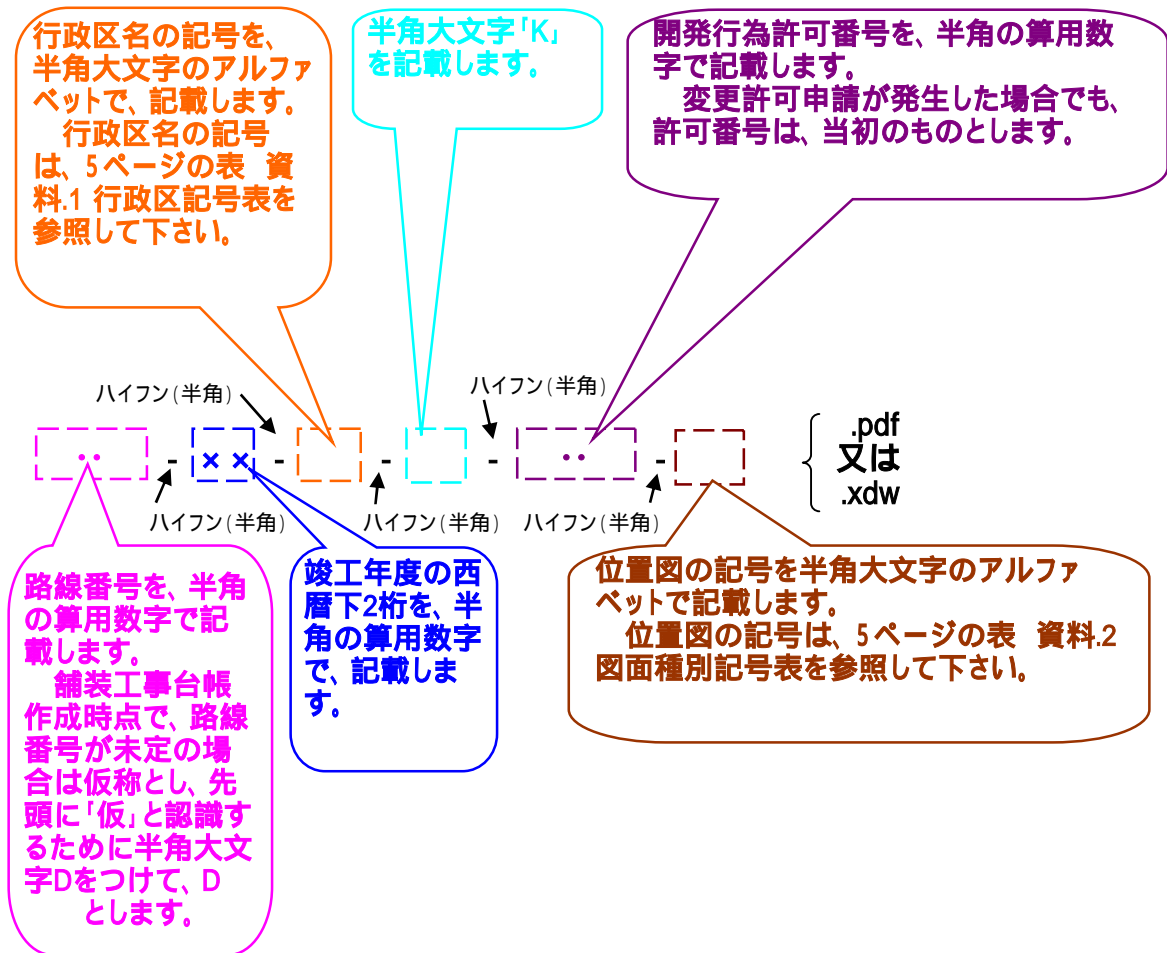 行政区名の記号を、
半角大文字のアルファ
ベットで、記載します。
行政区名の記号
は、5ページの表 資
料.1 行政区記号表を
参照して下さい。
半角大文字「K」
を記載します。
開発行為許可番号を、半角の算用数
字で記載します。
変更許可申請が発生した場合でも、
許可番号は、当初のものとします。
ハイフン(半角)
ハイフン(半角)
‥ - ×× - - - ‥ -
.pdf
又は
.xdw
ハイフン(半角)
ハイフン(半角)
ハイフン(半角)
路線番号を、半角
の算用数字で記
載します。
舗装工事台帳
作成時点で、路線
番号が未定の場
合は仮称とし、先
頭に「仮」と認識す
るために半角大文
字Dをつけて、D
とします。
竣工年度の西
暦下2桁を、半
角の算用数字
で、記載しま
す。
位置図の記号を半角大文字のアルファ
ベットで記載します。
位置図の記号は、5ページの表 資料.2
図面種別記号表を参照して下さい。